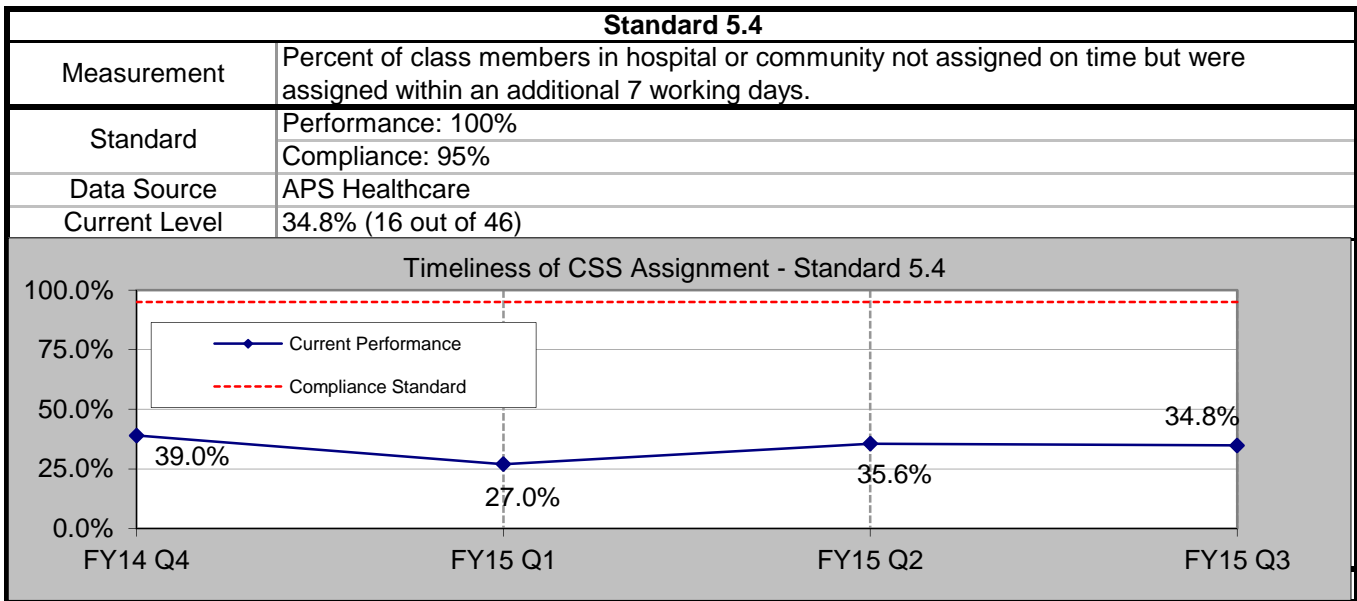 Standard 5.4
Measurement
Percent of class members in hospital or community not assigned on time but were
assigned within an additional 7 working days.
Standard
Performance: 100%
Compliance: 95%
Data Source
APS Healthcare
Current Level
34.8% (16 out of 46)
Timeliness of CSS Assignment - Standard 5.4
100.0%
75.0%
50.0%
25.0%
0.0%
Current Performance
Compliance Standard
39.0%
27.0%
35.6%
34.8%
FY14 Q4
FY15 Q1
FY15 Q2
FY15 Q3